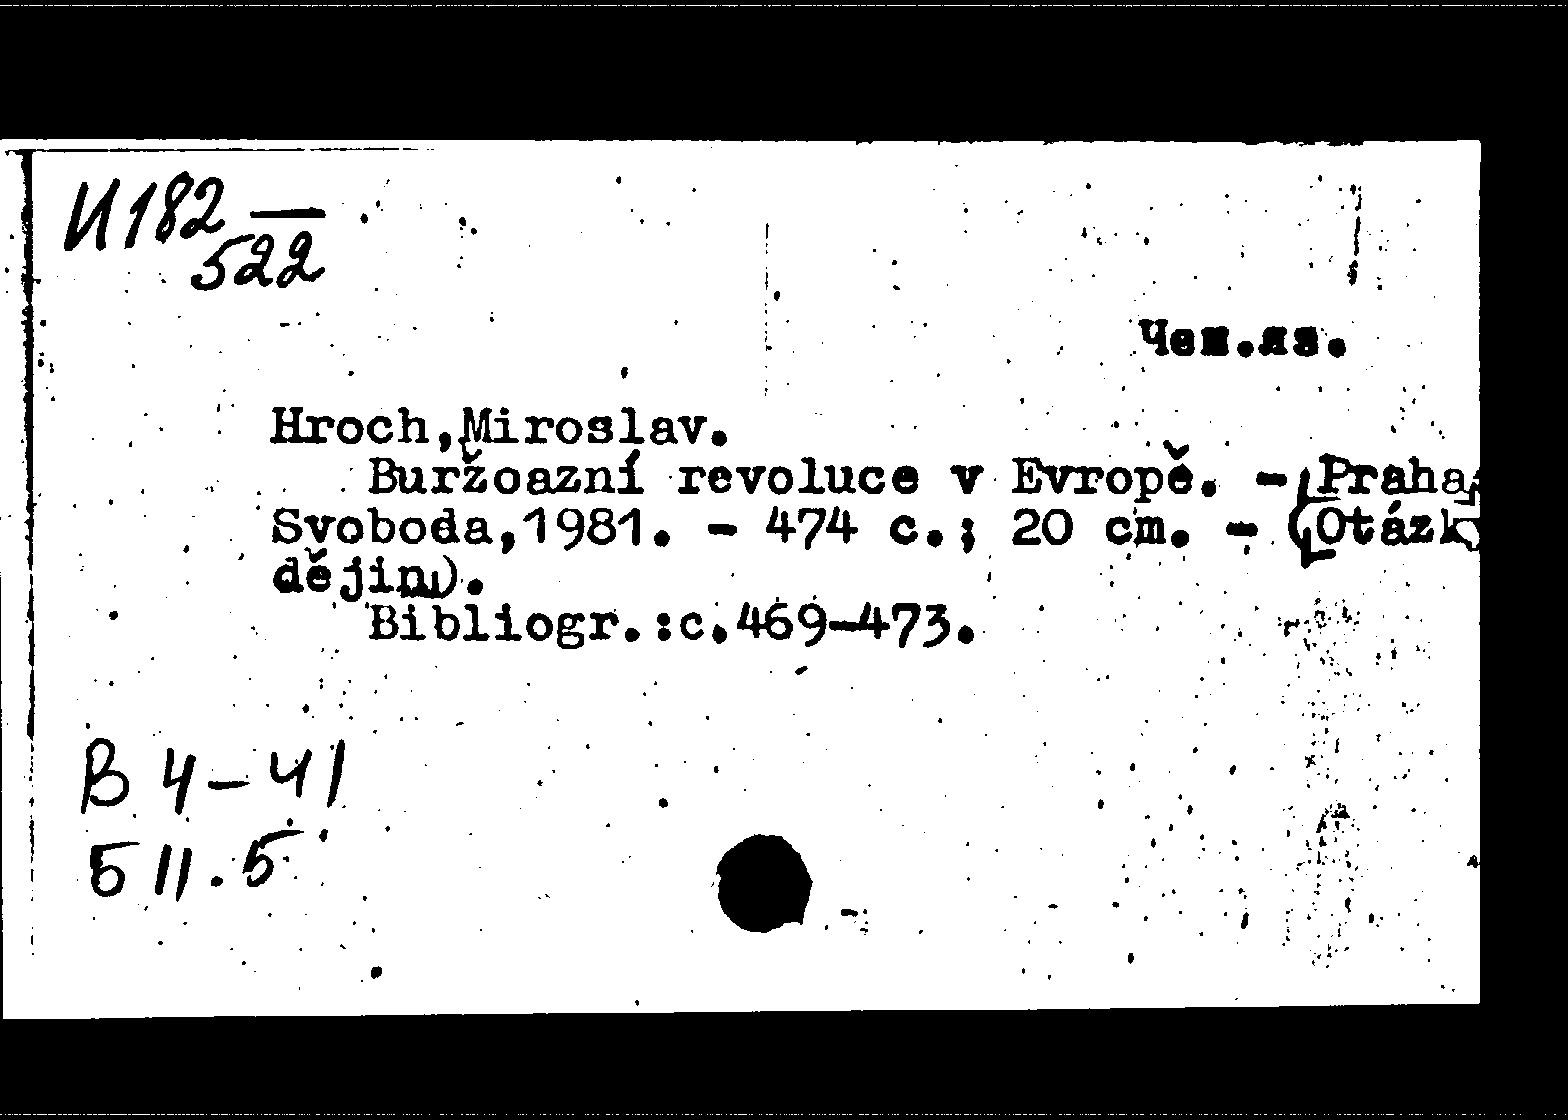 И182 —
522
Чеш.яз.
Hroch,Miroslav.
Buržoazní revoluce v Evropě. - Praha,
Svoboda,1981. - 474 c.; 20 cm. - (Otázky
dějin).
Bibliogr.:c.469-473.
В 4-41
Б 11.5